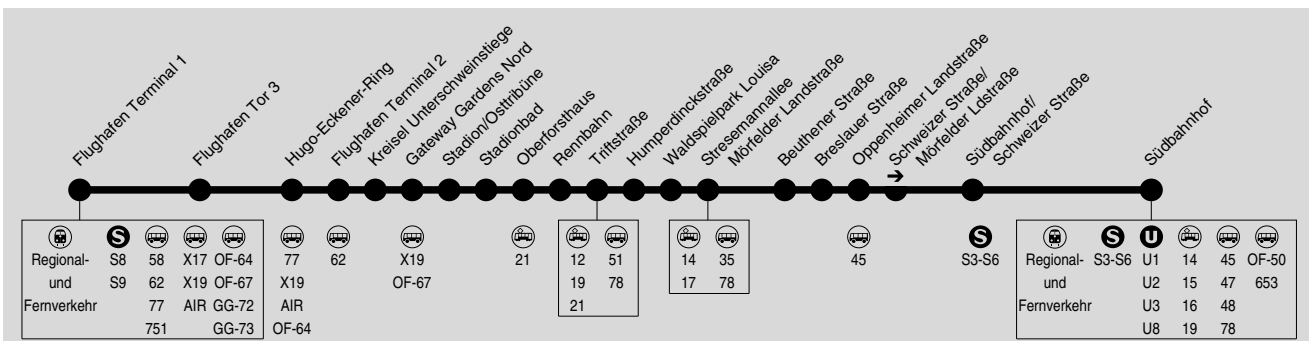 Flughafen Terminal 1
Flughafen Tor 3
Hugo-Eckener-Ring
Flughafen Terminal 2
Kreisel Unterschweinstiege
Gateway Gardens Nord
Stadion/Osttribüne
Stadionbad
Oberforsthaus
Rennbahn
Triftstraße
Humperdinckstraße
Waldspielpark Louisa
Stresemannallee
Mörfelder Landstraße
Beuthener Straße
Breslauer Straße
Oppenheimer Landstraße
Schweizer Straße/
Mörfelder Ldstraße
Südbahnhof/
Schweizer Straße
Südbahnhof
S
Regional- S8 58 X17 OF-64
und S9 62 X19 OF-67
Fernverkehr 77 AIR GG-72
751 GG-73
77
X19
AIR
OF-64
62
X19
OF-67
21
12 51
19 78
21
14 35
17 78
45
S
S3-S6
S U
Regional- S3-S6 U1 14 45 OF-50
und U2 15 47 653
Fernverkehr U3 16 48
U8 19 78